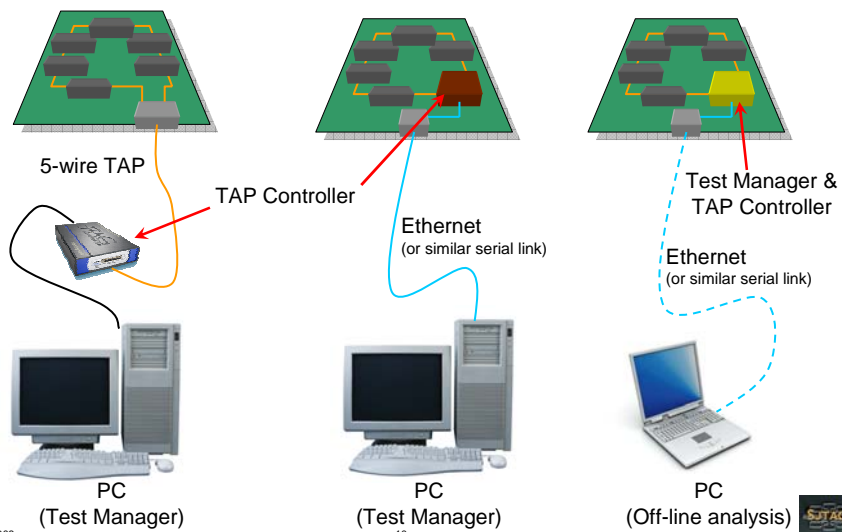 5-wire TAP
TAP Controller
Ethernet
(or similar serial link)
Test Manager &
TAP Controller
Ethernet
(or similar serial link)
PC
(Test Manager)
PC
(Test Manager)
PC
(Off-line analysis)
SJTAG